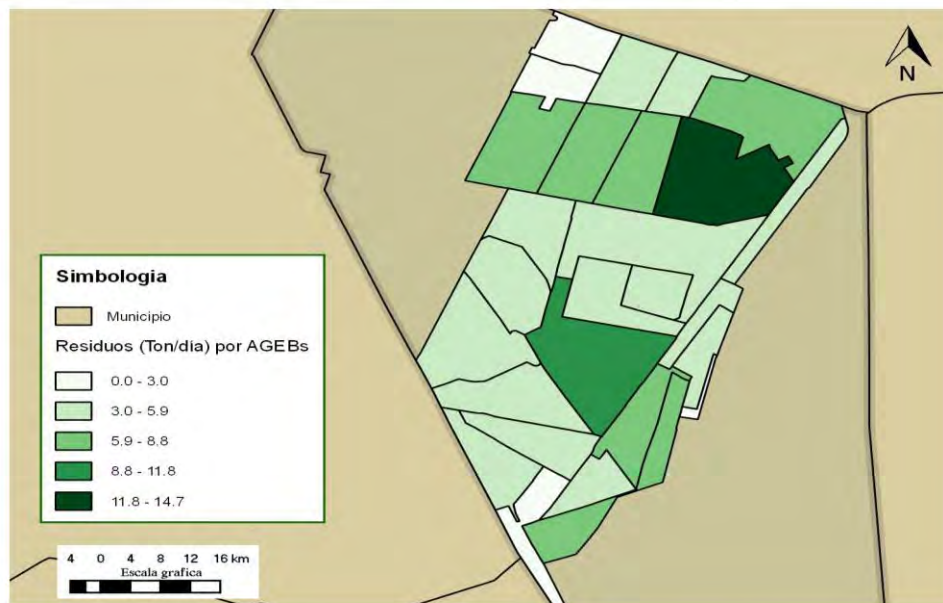 N
Simbologia
Municipio
Residuos (Ton/dia) por AGEBs
0.0 - 3.0
3.0 - 5.9
5.9 - 8.8
8.8 - 11.8
11.8 - 14.7
4 0 4 8 12 16 km
Escala grafica